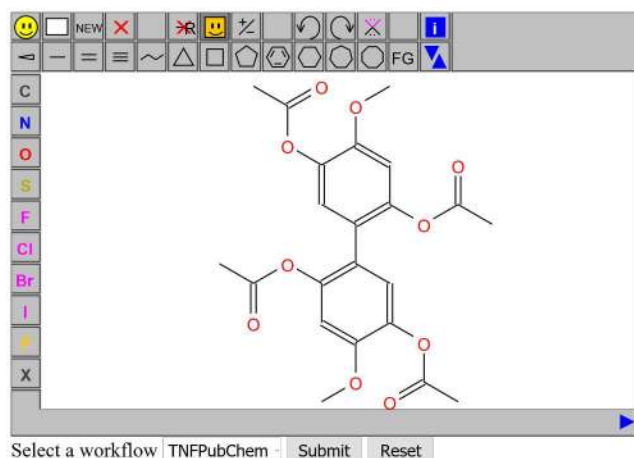 NEW R +/- i
FG
C
N
O
S
F
Cl
Br
I
P
X
O
O
O
O
O
O
O
O
O
O
Select a workflow TNFPubChem Submit Reset